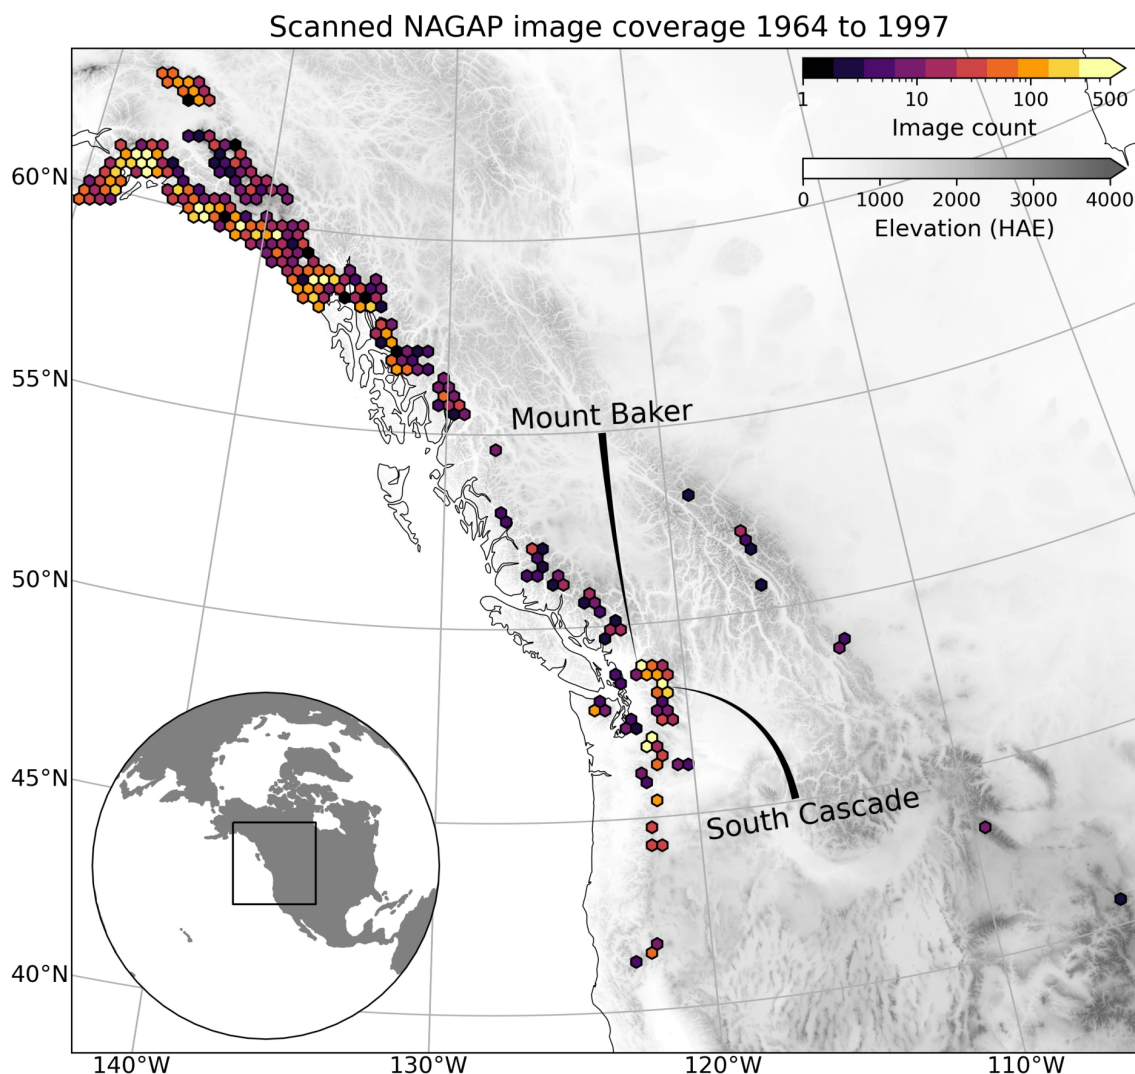 Scanned NAGAP image coverage 1964 to 1997
1 10 100 500
Image count
0 1000 2000 3000 4000
Elevation (HAE)
60°N
55°N
Mount Baker
50°N
45°N
South Cascade
40°N
140°W 130°W 120°W 110°W